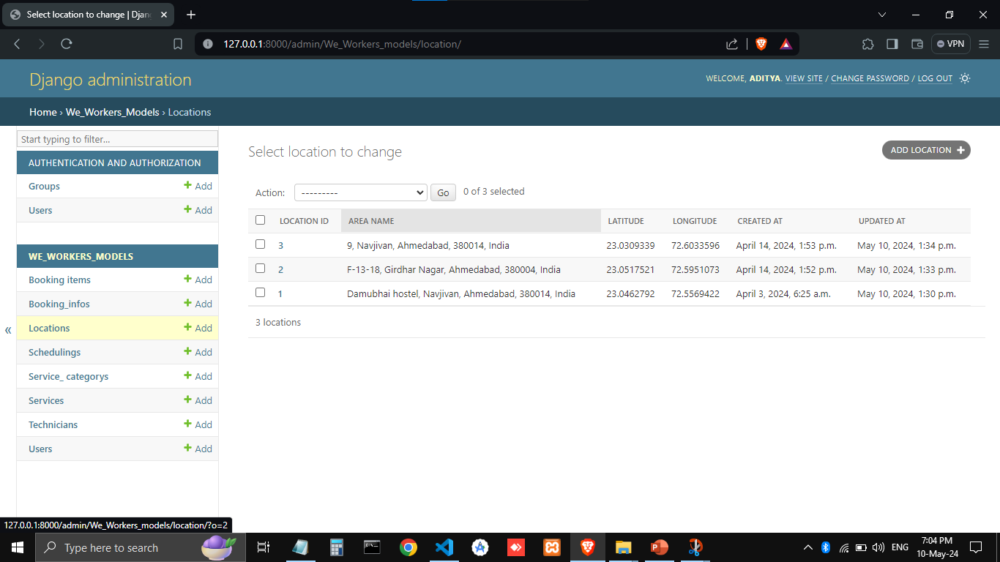 Select location to change | Djan
127.0.0.1:8000/admin/We_Workers_models/location/
VPN
Django administration
WELCOME, ADITYA. VIEW SITE / CHANGE PASSWORD / LOG OUT
Home › We_Workers_Models › Locations
Start typing to filter...
AUTHENTICATION AND AUTHORIZATION
Groups + Add
Users + Add
WE_WORKERS_MODELS
Booking items + Add
Booking_infos + Add
Locations + Add
Schedulings + Add
Service_ categorys + Add
Services + Add
Technicians + Add
Users + Add
«
Select location to change
ADD LOCATION +
Action: --------- Go 0 of 3 selected
LOCATION ID AREA NAME LATITUDE LONGITUDE CREATED AT UPDATED AT
3 9, Navjivan, Ahmedabad, 380014, India 23.0309339 72.6033596 April 14, 2024, 1:53 p.m. May 10, 2024, 1:34 p.m.
2 F-13-18, Girdhar Nagar, Ahmedabad, 380004, India 23.0517521 72.5951073 April 14, 2024, 1:52 p.m. May 10, 2024, 1:33 p.m.
1 Damubhai hostel, Navjivan, Ahmedabad, 380014, India 23.0462792 72.5569422 April 3, 2024, 6:25 a.m. May 10, 2024, 1:30 p.m.
3 locations
127.0.0.1:8000/admin/We_Workers_models/location/?o=2
Type here to search
ENG
7:04 PM
10-May-24